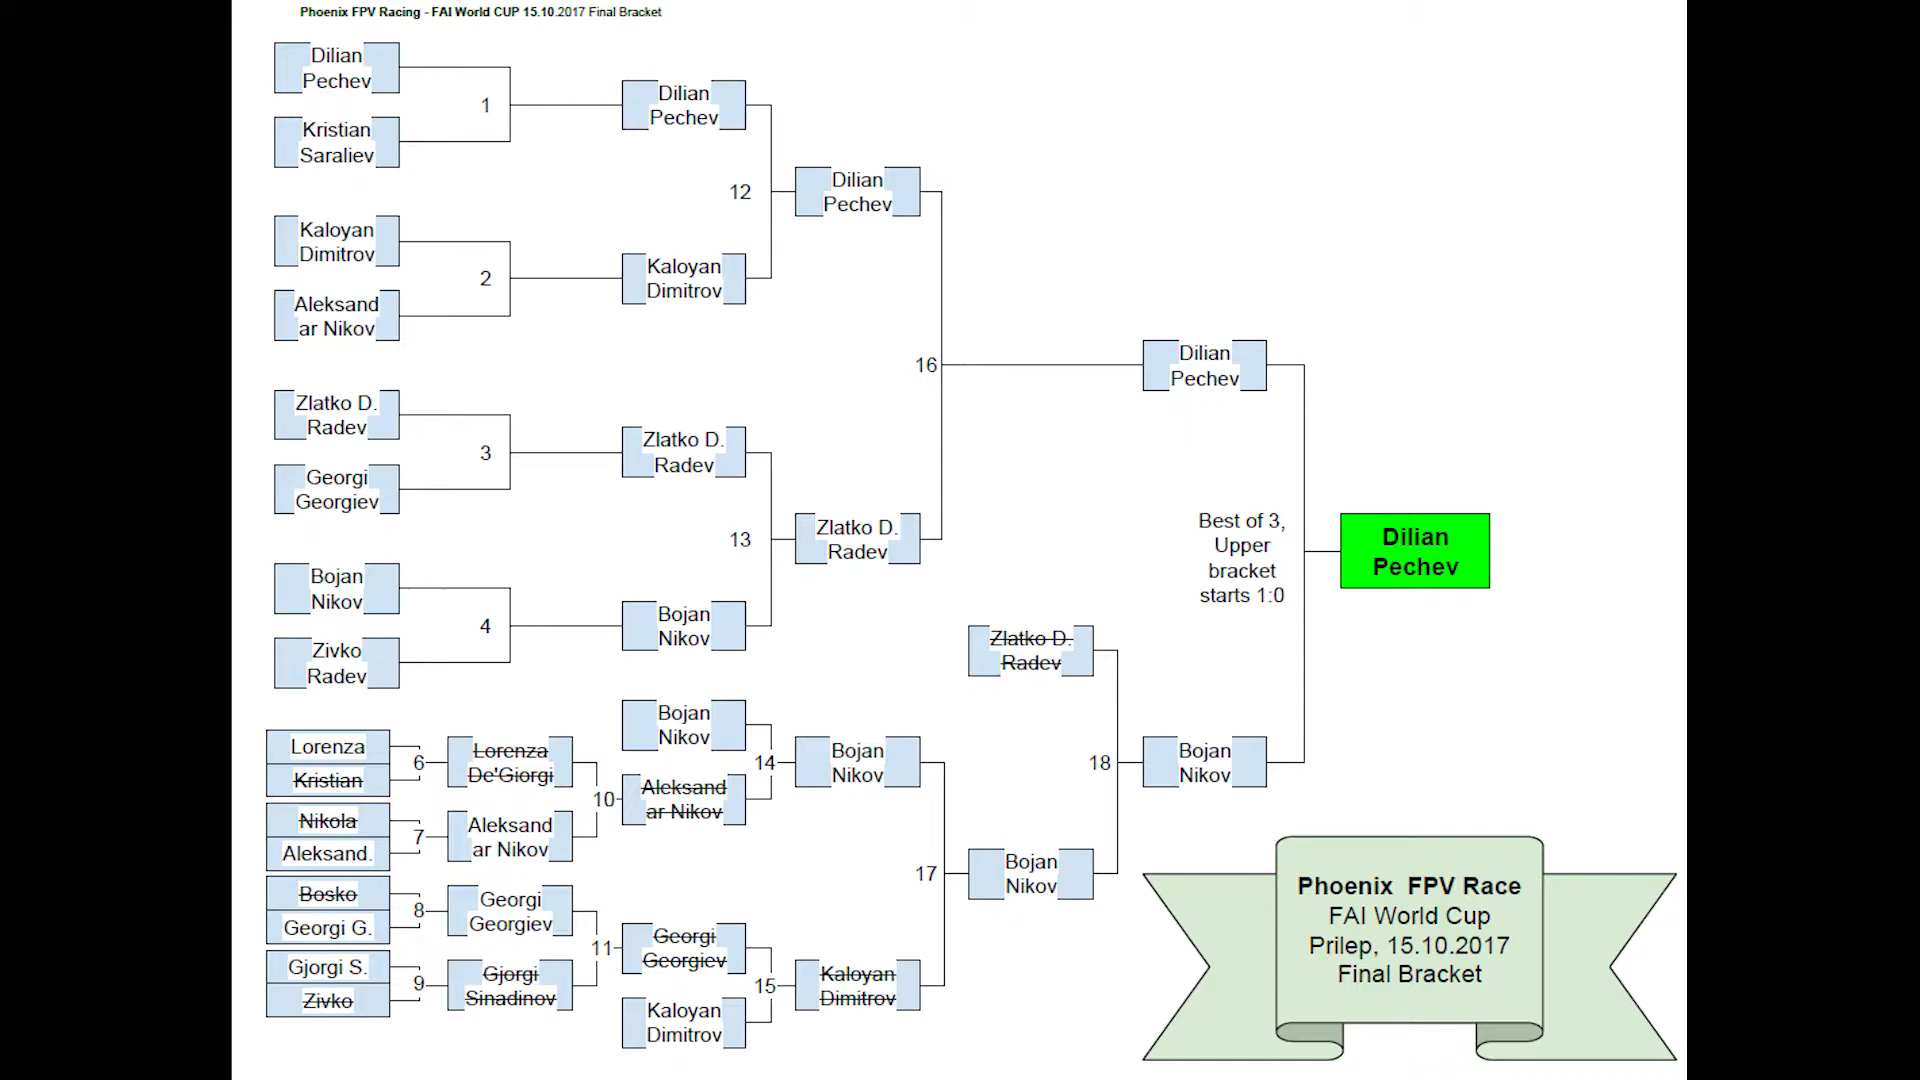 Phoenix FPV Racing - FAI World CUP 15.10.2017 Final Bracket
Dilian
Pechev
1
Kristian
Saraliev
Dilian
Pechev
12
Kaloyan
Dimitrov
2
Aleksand
ar Nikov
Kaloyan
Dimitrov
Dilian
Pechev
16
Zlatko D.
Radev
3
Georgi
Georgiev
Zlatko D.
Radev
13
Bojan
Nikov
4
Zivko
Radev
Bojan
Nikov
Zlatko D.
Radev
Dilian
Pechev
Best of 3,
Upper
bracket
starts 1:0
Dilian
Pechev
Lorenza
Kristian
6
Nikola
Aleksand.
7
Bosko
Georgi G.
8
Gjorgi S.
Zivko
9
Lorenza
De'Giorgi
10
Aleksand
ar Nikov
Georgi
Georgiev
11
Gjorgi
Sinadinov
Bojan
Nikov
14
Aleksand
ar Nikov
Georgi
Georgiev
15
Kaloyan
Dimitrov
Bojan
Nikov
17
Kaloyan
Dimitrov
Zlatko D.
Radev
18
Bojan
Nikov
Bojan
Nikov
Phoenix FPV Race
FAI World Cup
Prilep, 15.10.2017
Final Bracket